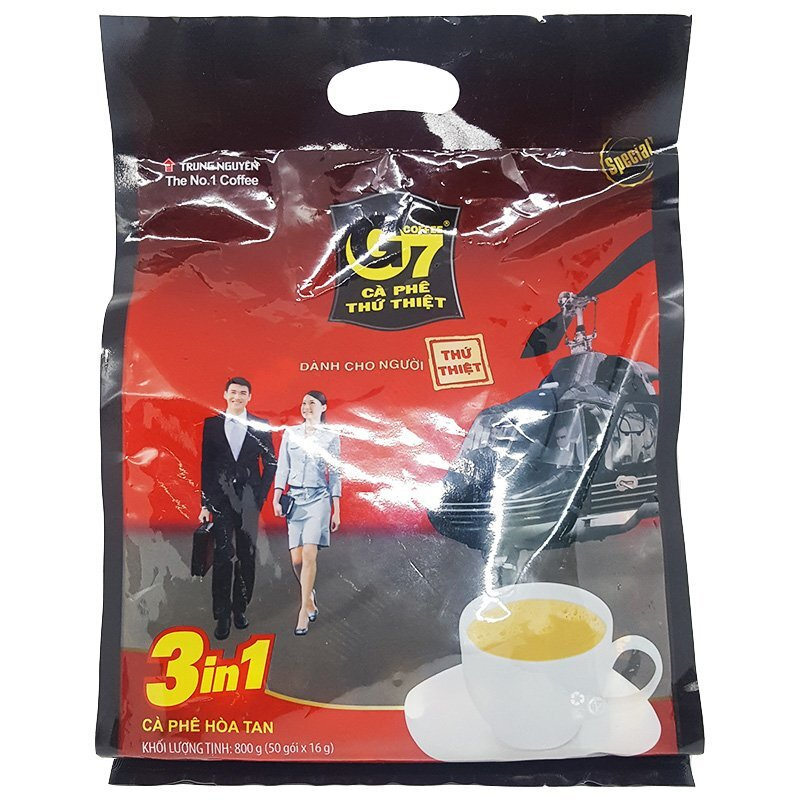 TRUNG NGUYÊN
The No.1 Coffee
Special
COFFEE
G7®
CÀ PHÊ
THỨ THIỆT
DÀNH CHO NGƯỜI
THỨ
THIỆT
3in1
CÀ PHÊ HÒA TAN
KHỐI LƯỢNG TỊNH: 800 g (50 gói x 16 g)